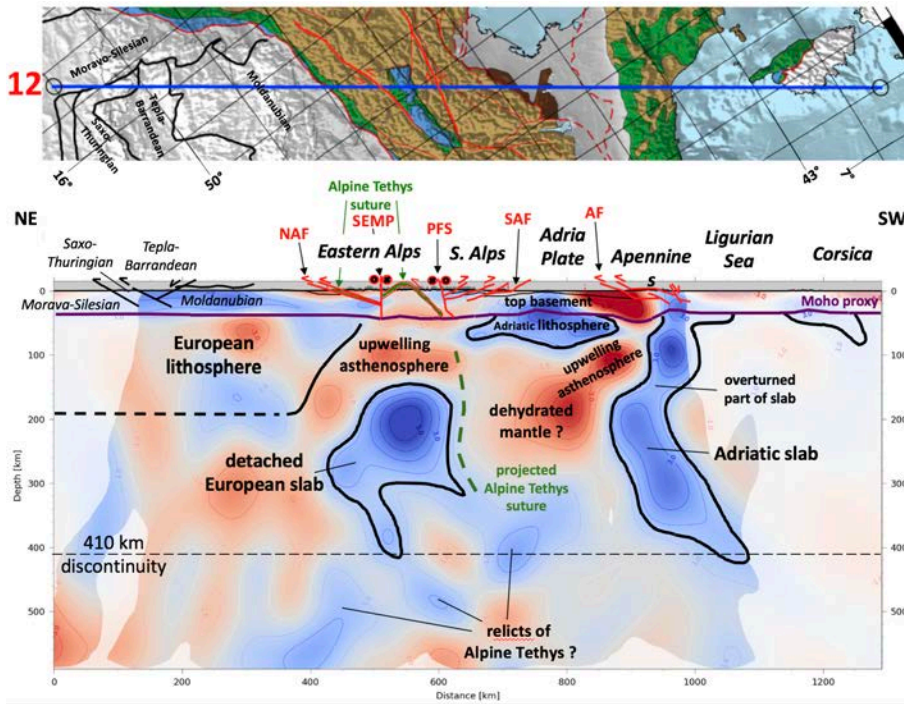 12
Moravo-Silesian
Moldanubian
Tepla-
Barrandean
Saxo-
Thuringian
16°
50°
43°
7°
NE
SW
Alpine Tethys
suture
SEMP
NAF
PFS
SAF
AF
Saxo-
Thuringian
Tepla-
Barrandean
Eastern Alps
S. Alps
Adria
Plate
Apennine
Ligurian
Sea
Corsica
S
Morava-Silesian
Moldanubian
top basement
Moho proxy
Adriatic lithosphere
European
lithosphere
upwelling
asthenosphere
upwelling
asthenosphere
overturned
part of slab
dehydrated
mantle ?
detached
European slab
projected
Alpine Tethys
suture
Adriatic slab
410 km
discontinuity
relicts of
Alpine Tethys ?
0
100
200
300
400
500
Depth [km]
0
200
400
600
800
1000
1200
Distance [km]